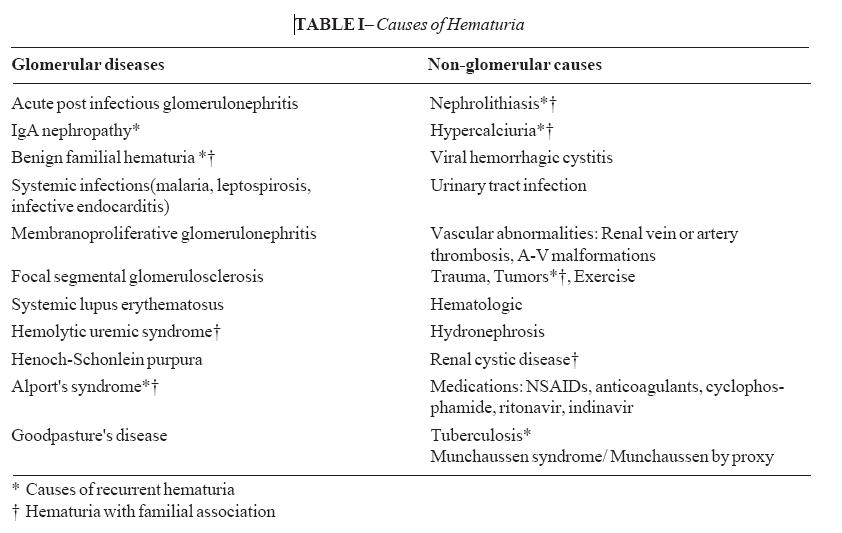 TABLE I–Causes of Hematuria
Glomerular diseases Non-glomerular causes
Acute post infectious glomerulonephritis Nephrolithiasis*†
IgA nephropathy* Hypercalciuria*†
Benign familial hematuria *† Viral hemorrhagic cystitis
Systemic infections(malaria, leptospirosis, Urinary tract infection
infective endocarditis)
Membranoproliferative glomerulonephritis Vascular abnormalities: Renal vein or artery
thrombosis, A-V malformations
Focal segmental glomerulosclerosis Trauma, Tumors*†, Exercise
Systemic lupus erythematosus Hematologic
Hemolytic uremic syndrome† Hydronephrosis
Henoch-Schonlein purpura Renal cystic disease†
Alport's syndrome*† Medications: NSAIDs, anticoagulants, cyclophos-
phamide, ritonavir, indinavir
Goodpasture's disease Tuberculosis*
Munchaussen syndrome/ Munchaussen by proxy
* Causes of recurrent hematuria
† Hematuria with familial association